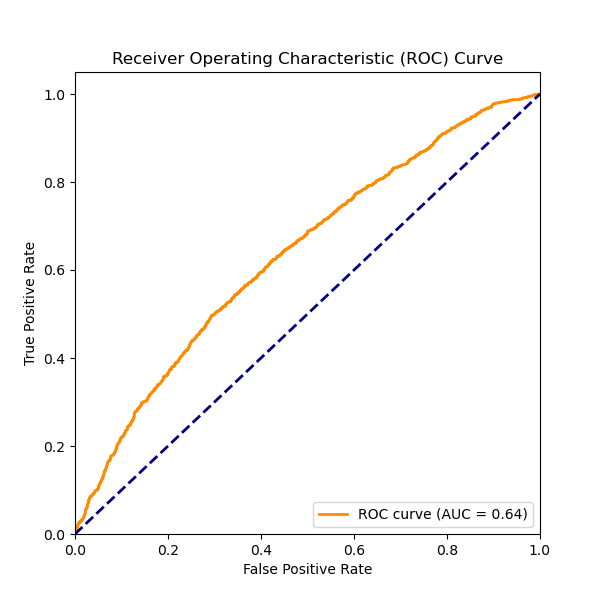 Receiver Operating Characteristic (ROC) Curve
1.0
0.8
0.6
0.4
0.2
0.0
True Positive Rate
ROC curve (AUC = 0.64)
0.0 0.2 0.4 0.6 0.8 1.0
False Positive Rate